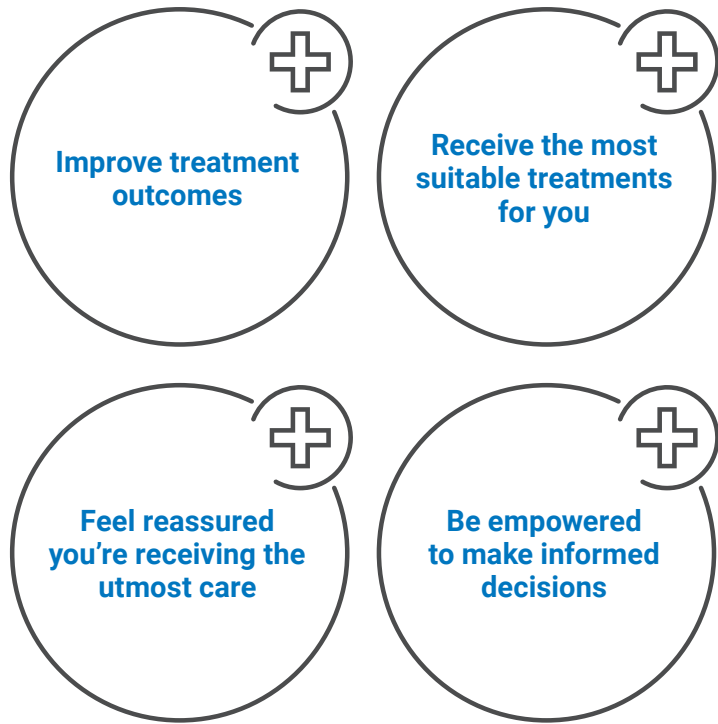 Improve treatment
outcomes
Receive the most
suitable treatments
for you
Feel reassured
you’re receiving the
utmost care
Be empowered
to make informed
decisions